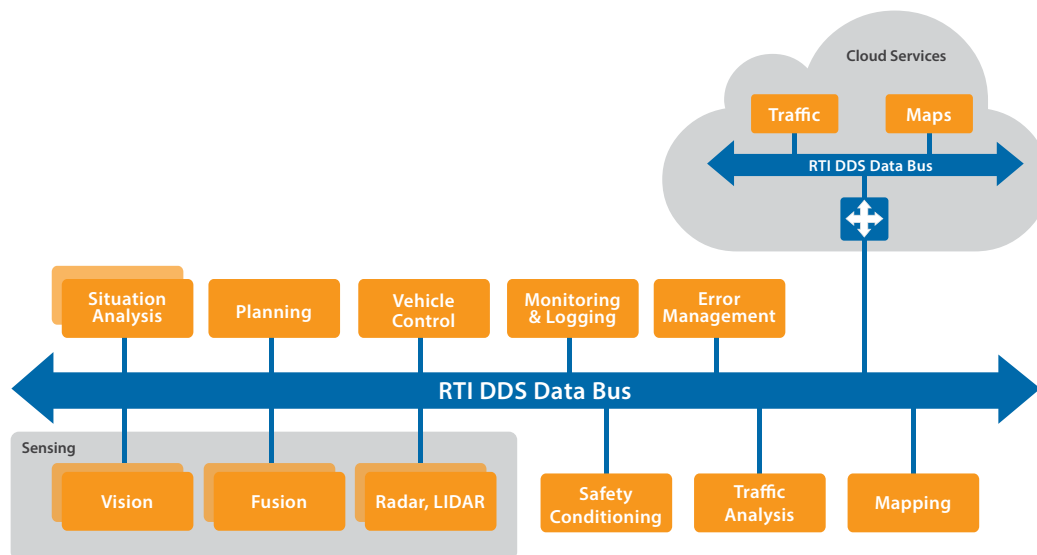 Cloud Services
Traffic
Maps
RTI DDS Data Bus
Situation
Analysis
Planning
Vehicle
Control
Monitoring
& Logging
Error
Management
RTI DDS Data Bus
Sensing
Vision
Fusion
Radar, LIDAR
Safety
Conditioning
Traffic
Analysis
Mapping